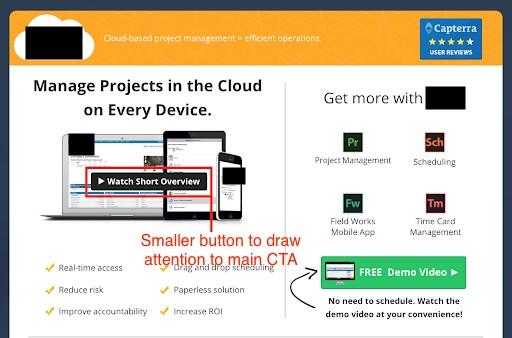 Cloud-based project management = efficient operations.
Capterra
USER REVIEWS
Manage Projects in the Cloud
on Every Device.
Watch Short Overview
Smaller button to draw
attention to main CTA
Real-time access
Drag and drop scheduling
Reduce risk
Paperless solution
Improve accountability
Increase ROI
Get more with
Pr
Project Management
Sch
Scheduling
Fw
Field Works
Mobile App
Tm
Time Card
Management
FREE Demo Video
No need to schedule. Watch the
demo video at your convenience!